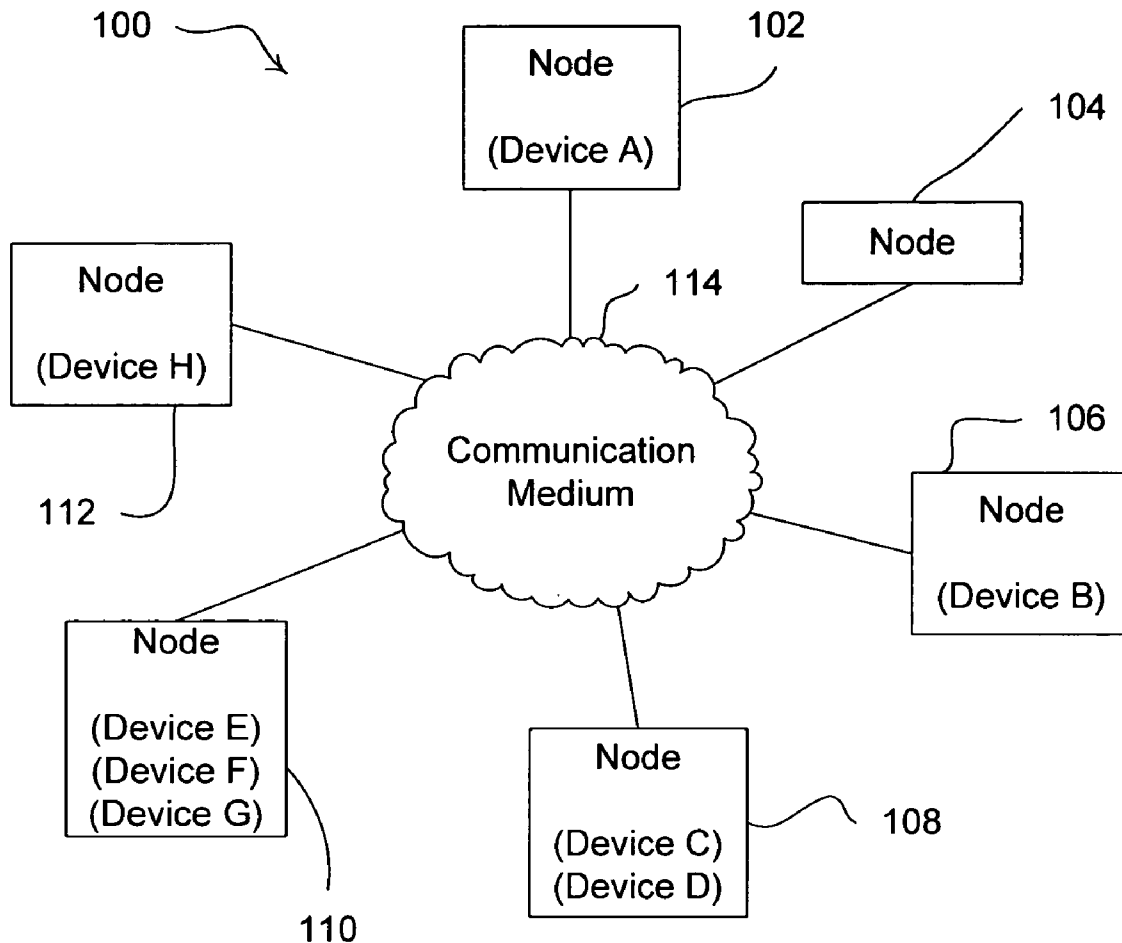 100
102
Node
(Device A)
104
Node
Node
(Device H)
112
114
Communication
Medium
106
Node
(Device B)
Node
(Device E)
(Device F)
(Device G)
110
Node
(Device C)
(Device D)
108